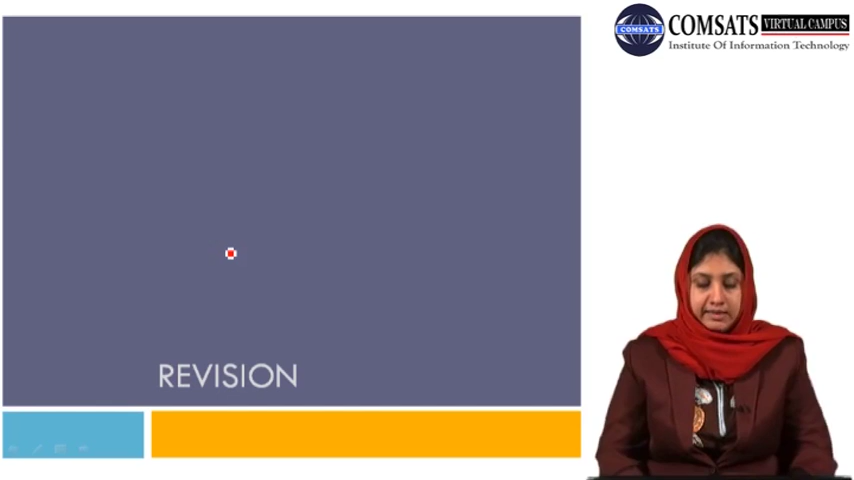 COMSATS VIRTUAL CAMPUS
Institute Of Information Technology
COMSATS
REVISION